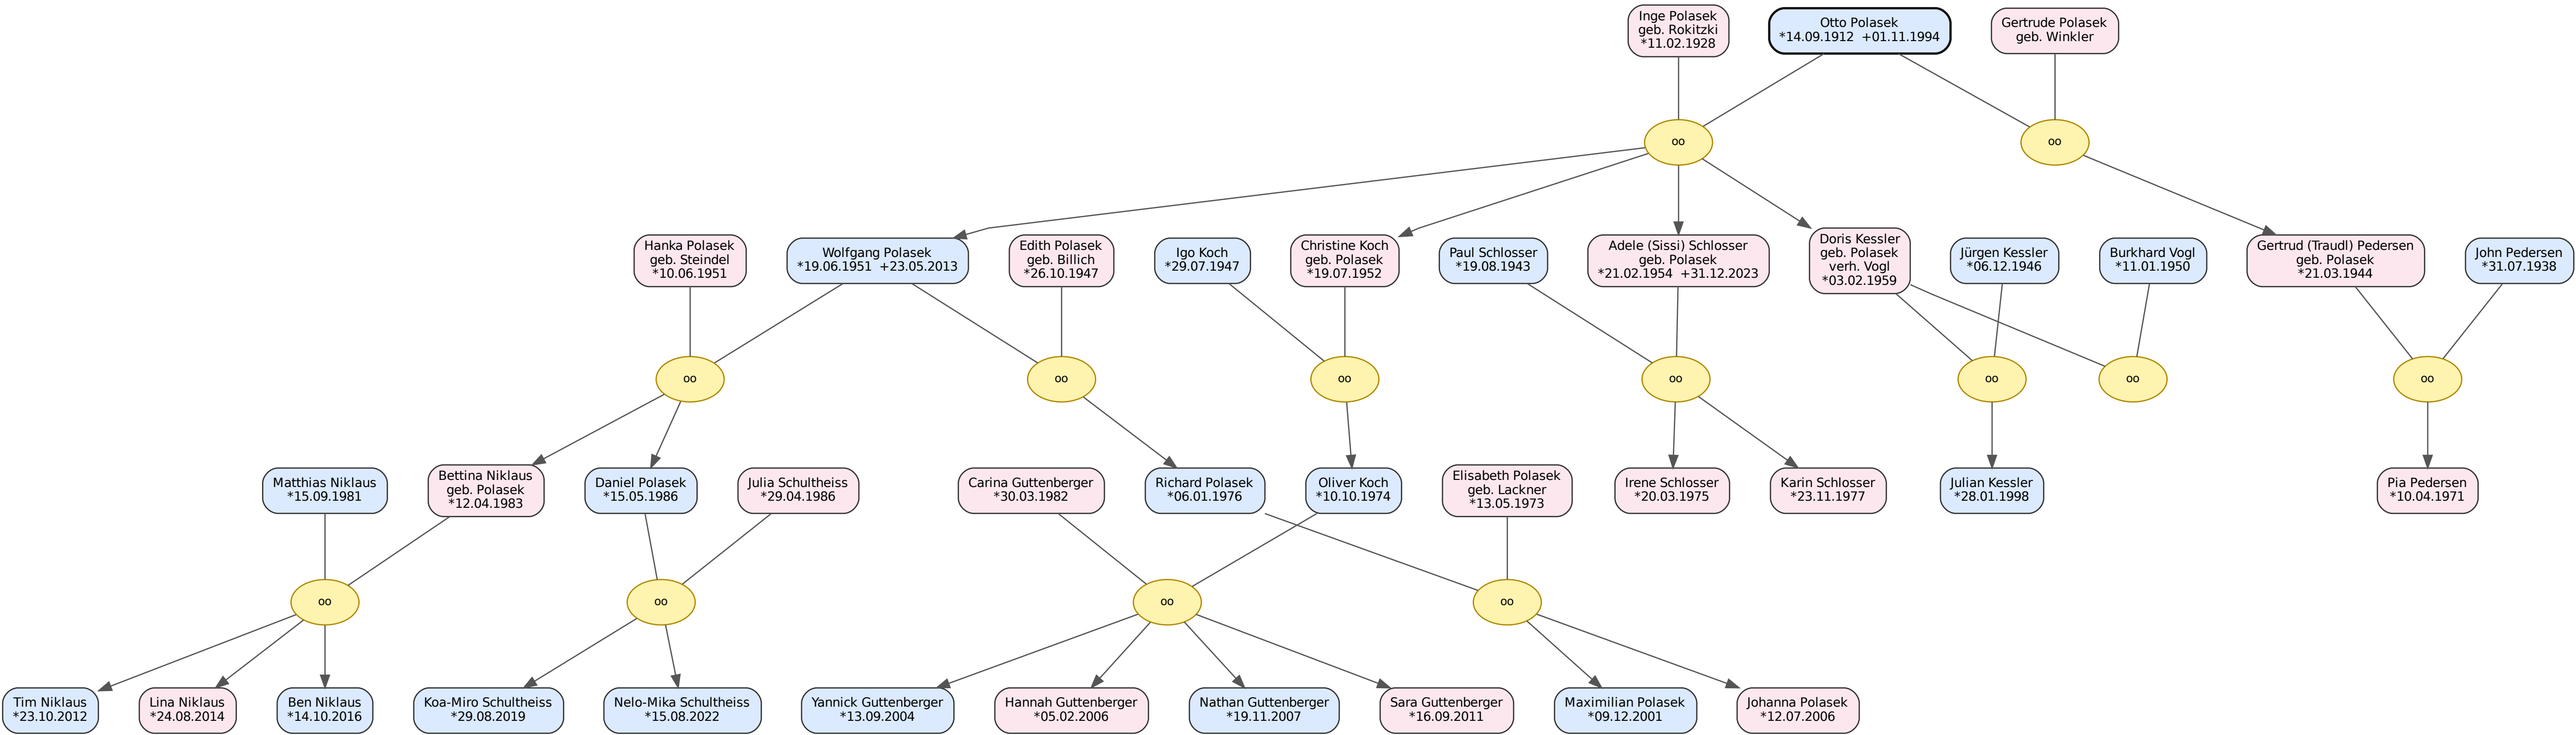 Inge Polasek
geb. Rokitzki
*11.02.1928
Otto Polasek
*14.09.1912  +01.11.1994
Gertrude Polasek
geb. Winkler
oo
oo
Hanka Polasek
geb. Steindel
*10.06.1951
Wolfgang Polasek
*19.06.1951  +23.05.2013
Edith Polasek
geb. Billich
*26.10.1947
Igo Koch
*29.07.1947
Christine Koch
geb. Polasek
*19.07.1952
Paul Schlosser
*19.08.1943
Adele (Sissi) Schlosser
geb. Polasek
*21.02.1954  +31.12.2023
Doris Kessler
geb. Polasek
verh. Vogl
*03.02.1959
Jürgen Kessler
*06.12.1946
Burkhard Vogl
*11.01.1950
Gertrud (Traudl) Pedersen
geb. Polasek
*21.03.1944
John Pedersen
*31.07.1938
oo
oo
oo
oo
oo
oo
oo
Matthias Niklaus
*15.09.1981
Bettina Niklaus
geb. Polasek
*12.04.1983
Daniel Polasek
*15.05.1986
Julia Schultheiss
*29.04.1986
Carina Guttenberger
*30.03.1982
Richard Polasek
*06.01.1976
Oliver Koch
*10.10.1974
Elisabeth Polasek
geb. Lackner
*13.05.1973
Irene Schlosser
*20.03.1975
Karin Schlosser
*23.11.1977
Julian Kessler
*28.01.1998
Pia Pedersen
*10.04.1971
oo
oo
oo
oo
Tim Niklaus
*23.10.2012
Lina Niklaus
*24.08.2014
Ben Niklaus
*14.10.2016
Koa-Miro Schultheiss
*29.08.2019
Nelo-Mika Schultheiss
*15.08.2022
Yannick Guttenberger
*13.09.2004
Hannah Guttenberger
*05.02.2006
Nathan Guttenberger
*19.11.2007
Sara Guttenberger
*16.09.2011
Maximilian Polasek
*09.12.2001
Johanna Polasek
*12.07.2006